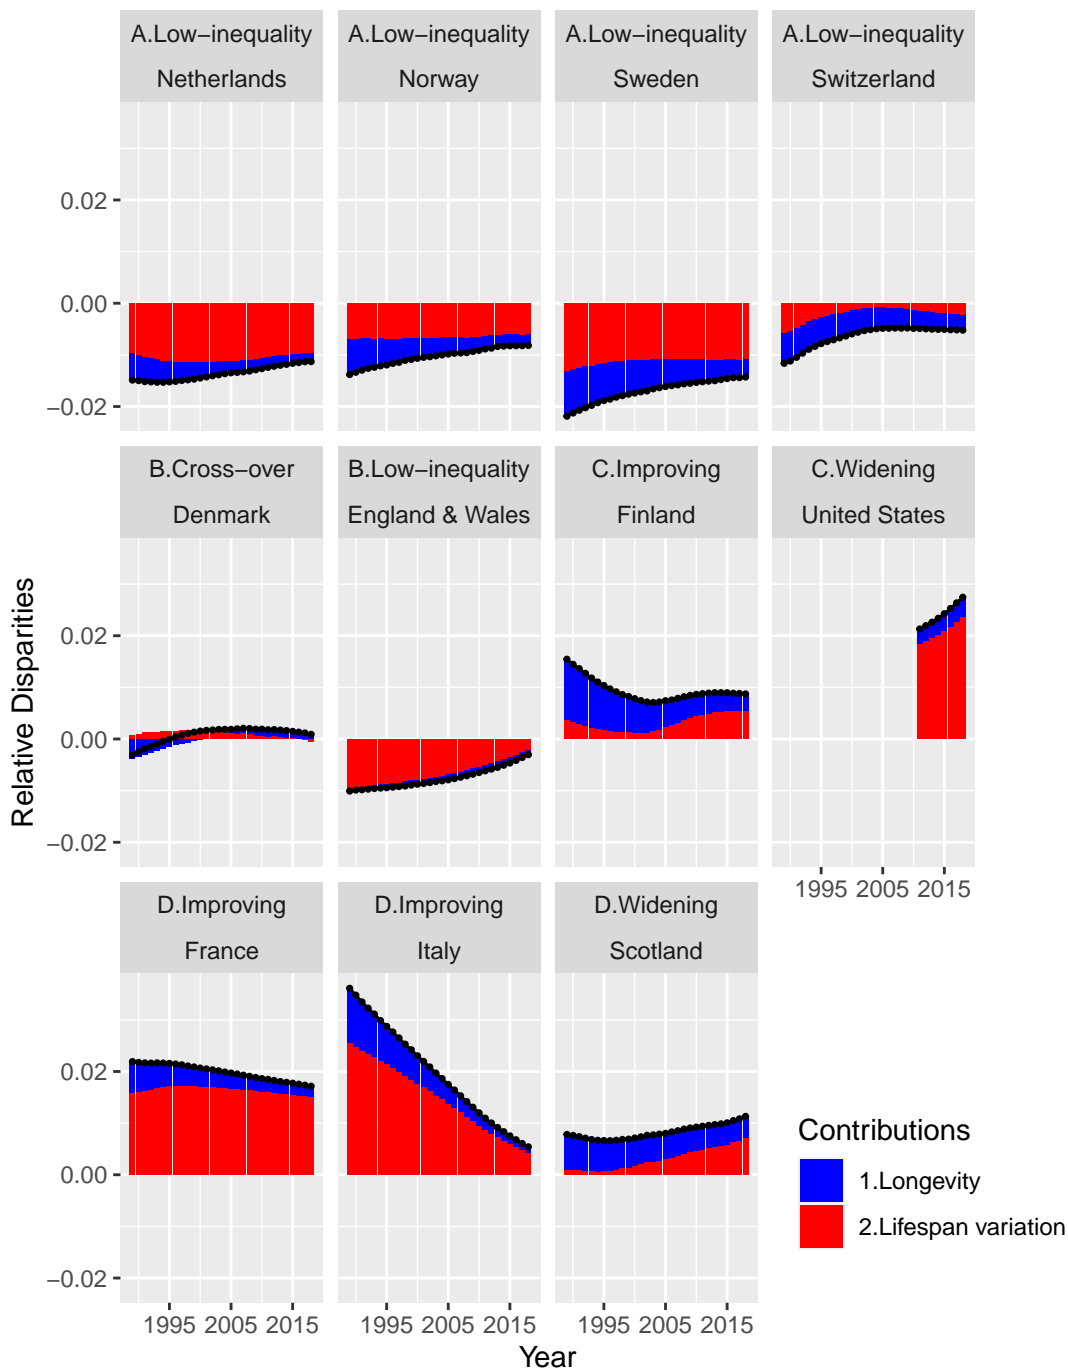 A.Low−inequality
Netherlands
A.Low−inequality
Norway
A.Low−inequality
Sweden
A.Low−inequality
Switzerland
0.02
0.00
−0.02
B.Cross−over
Denmark
B.Low−inequality
England & Wales
C.Improving
Finland
C.Widening
United States
0.02
0.00
−0.02
1995 2005 2015
D.Improving
France
D.Improving
Italy
D.Widening
Scotland
0.02
0.00
−0.02
1995 2005 2015
1995 2005 2015
1995 2005 2015
Year
Relative Disparities
Contributions
1.Longevity
2.Lifespan variation